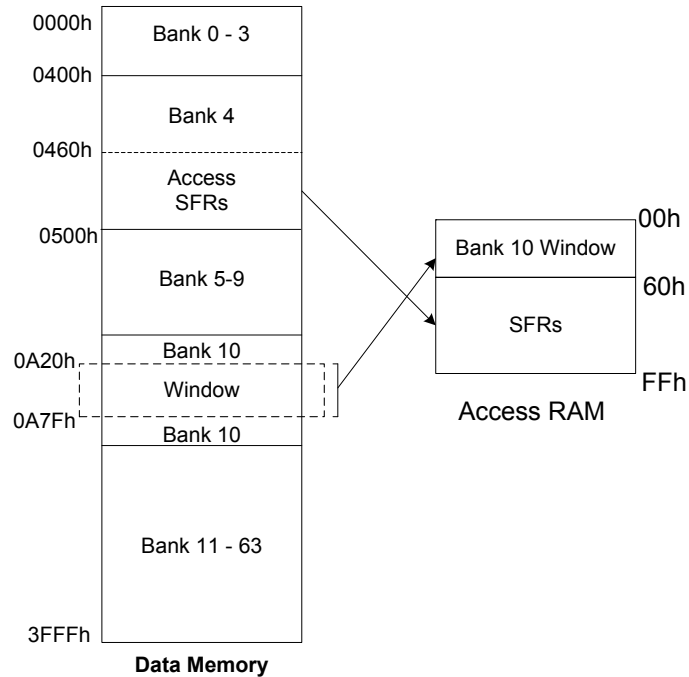 0000h
Bank 0 - 3
0400h
Bank 4
0460h
Access
SFRs
0500h
Bank 5-9
Bank 10
0A20h
Window
0A7Fh
Bank 10
Bank 11 - 63
3FFFh
Data Memory
00h
Bank 10 Window
60h
SFRs
FFh
Access RAM